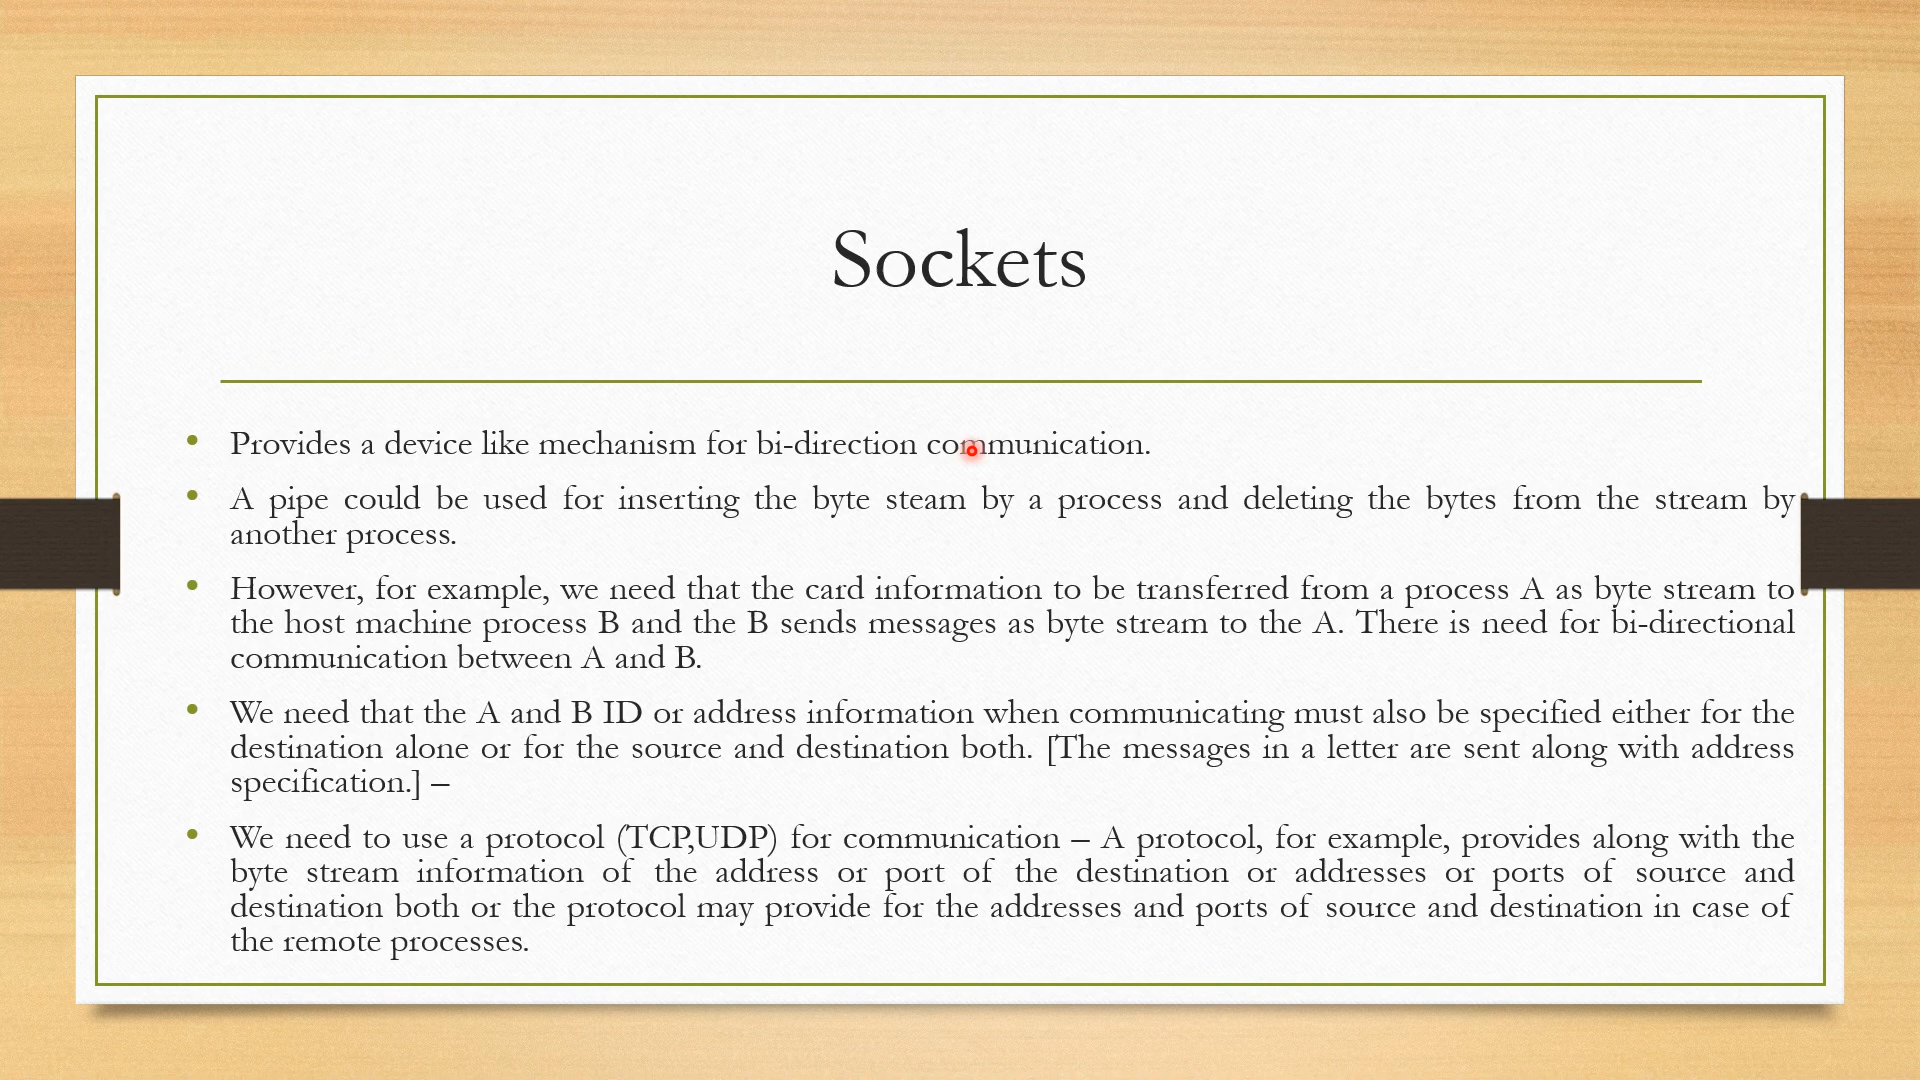 Sockets
• Provides a device like mechanism for bi-direction communication.
• A pipe could be used for inserting the byte steam by a process and deleting the bytes from the stream by
another process.
• However, for example, we need that the card information to be transferred from a process A as byte stream to
the host machine process B and the B sends messages as byte stream to the A. There is need for bi-directional
communication between A and B.
• We need that the A and B ID or address information when communicating must also be specified either for the
destination alone or for the source and destination both. [The messages in a letter are sent along with address
specification.] –
• We need to use a protocol (TCP,UDP) for communication – A protocol, for example, provides along with the
byte stream information of the address or port of the destination or addresses or ports of source and
destination both or the protocol may provide for the addresses and ports of source and destination in case of
the remote processes.